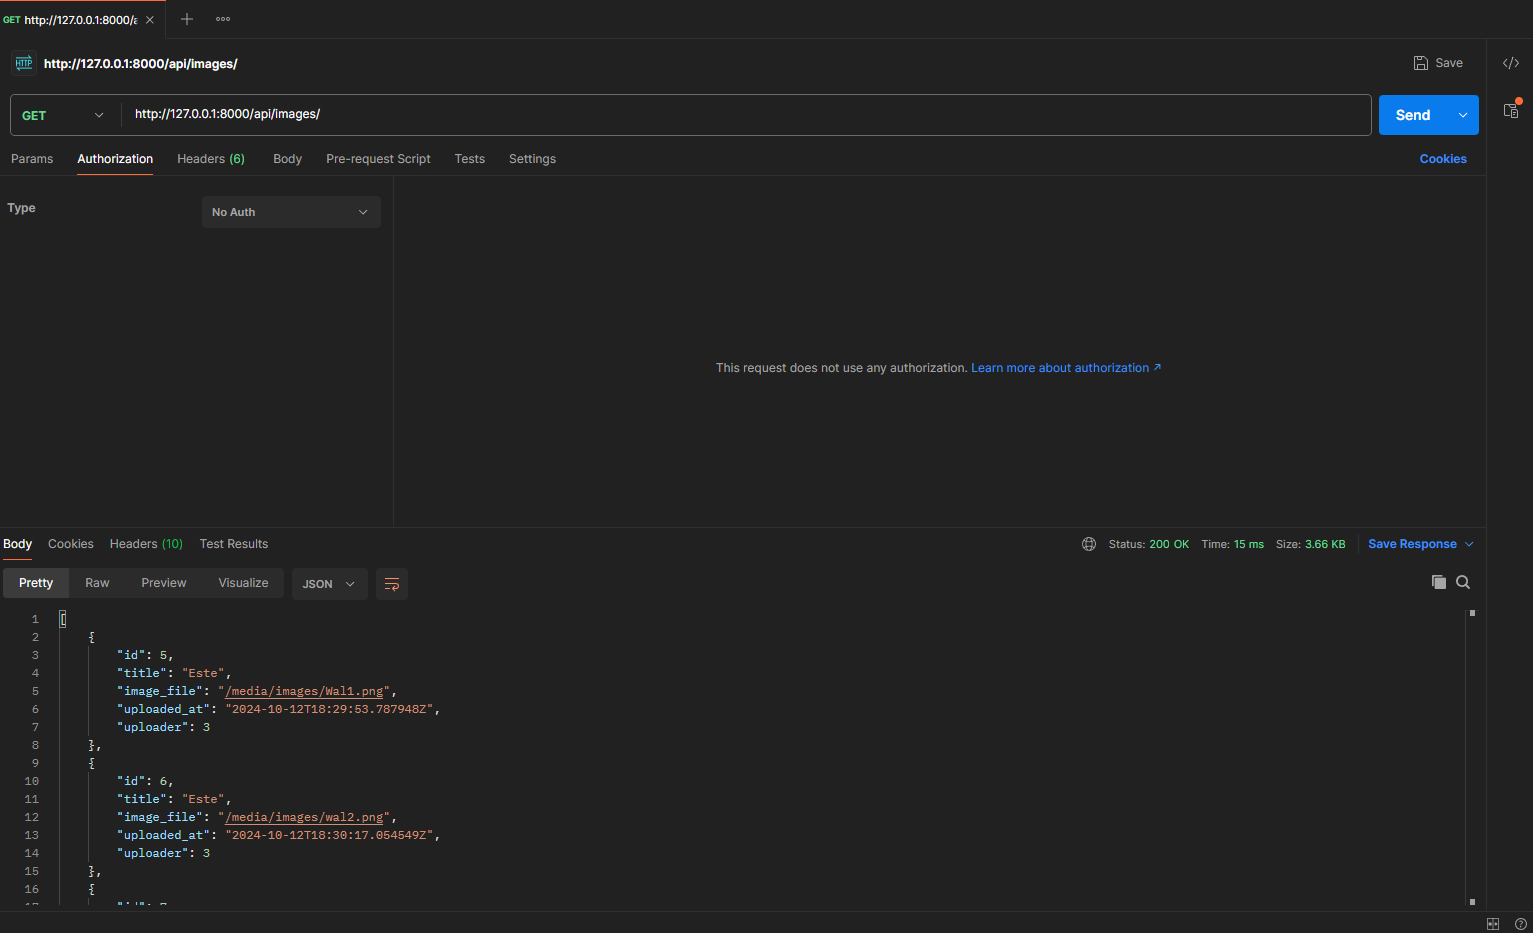 GET http://127.0.0.1:8000/a
http://127.0.0.1:8000/api/images/
Save
GET http://127.0.0.1:8000/api/images/
Send
Params Authorization Headers (6) Body Pre-request Script Tests Settings Cookies
Type No Auth
This request does not use any authorization. Learn more about authorization ↗
Body Cookies Headers (10) Test Results Status: 200 OK Time: 15 ms Size: 3.66 KB Save Response
Pretty Raw Preview Visualize JSON
1 [
2 {
3 "id": 5,
4 "title": "Este",
5 "image_file": "/media/images/Wal1.png",
6 "uploaded_at": "2024-10-12T18:29:53.787948Z",
7 "uploader": 3
8 },
9 {
10 "id": 6,
11 "title": "Este",
12 "image_file": "/media/images/wal2.png",
13 "uploaded_at": "2024-10-12T18:30:17.054549Z",
14 "uploader": 3
15 },
16 {